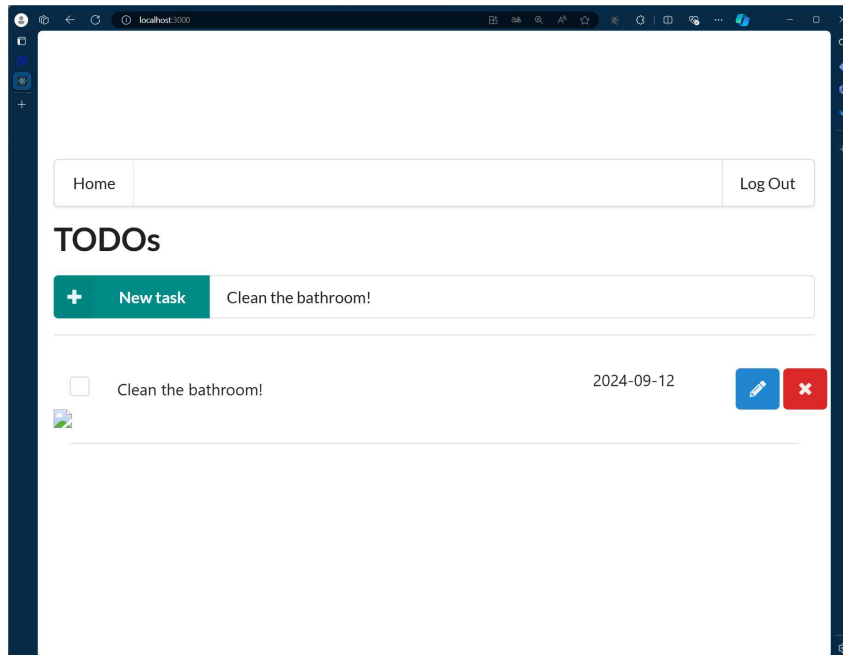 localhost:3000
Home
Log Out
TODOs
New task
Clean the bathroom!
Clean the bathroom!
2024-09-12